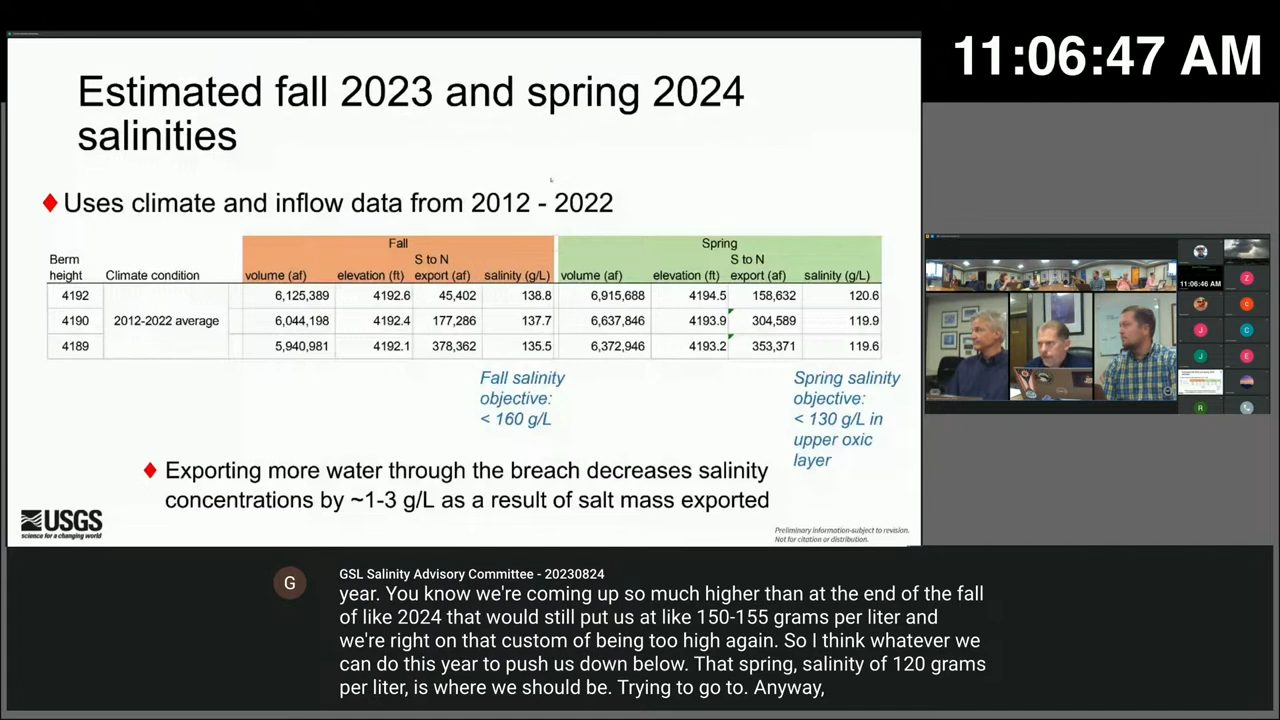 11:06:47 AM
Estimated fall 2023 and spring 2024
salinities
Uses climate and inflow data from 2012 - 2022
Fall Spring
Berm S to N S to N
height Climate condition volume (af) elevation (ft) export (af) salinity (g/L) volume (af) elevation (ft) export (af) salinity (g/L)
4192 6,125,389 4192.6 45,402 138.8 6,915,688 4194.5 158,632 120.6
4190 2012-2022 average 6,044,198 4192.4 177,286 137.7 6,637,846 4193.9 304,589 119.9
4189 5,940,981 4192.1 378,362 135.5 6,372,946 4193.2 353,371 119.6
Fall salinity
objective:
< 160 g/L
Spring salinity
objective:
< 130 g/L in
upper oxic
layer
Exporting more water through the breach decreases salinity
concentrations by ~1-3 g/L as a result of salt mass exported
USGS
science for a changing world
Preliminary information-subject to revision.
Not for citation or distribution.
11:06:46 AM
Z
C
J
C
J
E
R
G
GSL Salinity Advisory Committee - 20230824
year. You know we're coming up so much higher than at the end of the fall
of like 2024 that would still put us at like 150-155 grams per liter and
we're right on that custom of being too high again. So I think whatever we
can do this year to push us down below. That spring, salinity of 120 grams
per liter, is where we should be. Trying to go to. Anyway,